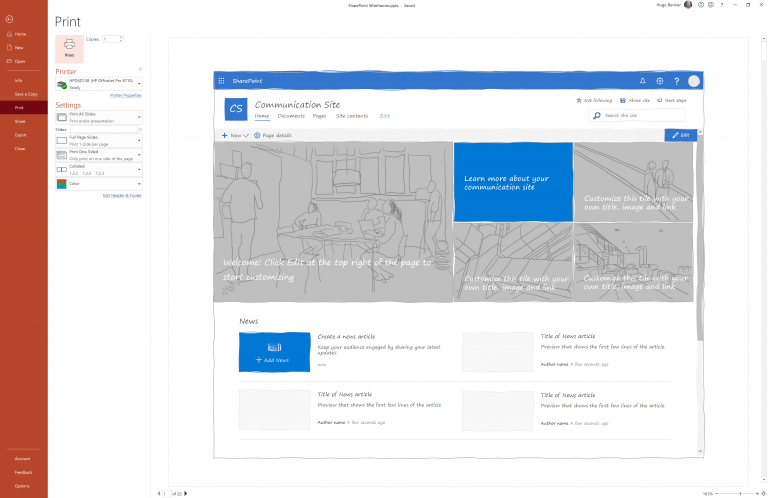 SharePoint Wireframes.pptx - Saved
Hugo Bernier
?
Print
Home
New
Open
Info
Save a Copy
Print
Share
Export
Close
Account
Feedback
Options
Print
Copies: 1
Printer
Ready
Printer Properties
Settings
Print All Slides
Print entire presentation
Slides:
Full Page Slides
Print 1 slide per page
Print One Sided
Only print on one side of the page
Collated
1,2,3 1,2,3 1,2,3
Color
Edit Header & Footer
SharePoint
?
CS
Communication Site
Home Documents Pages Site contents Edit
Not following Share site Next steps
Search this site
+ New Page details
Edit
Welcome! Click Edit at the top right of the page to
start customizing
Learn more about your
communication site
Customize this tile with your
own title, image and link
Customize this tile with your
own title, image and link
Customize this tile with your
own title, image and link
News
+ Add News
Create a news article
Keep your audience engaged by sharing your latest
updates.
Title of News article
Preview that shows the first few lines of the article.
Author name A few seconds ago
Title of News article
Preview that shows the first few lines of the article.
Author name A few seconds ago
Title of News article
Preview that shows the first few lines of the article.
Author name A few seconds ago
1 of 22
101%